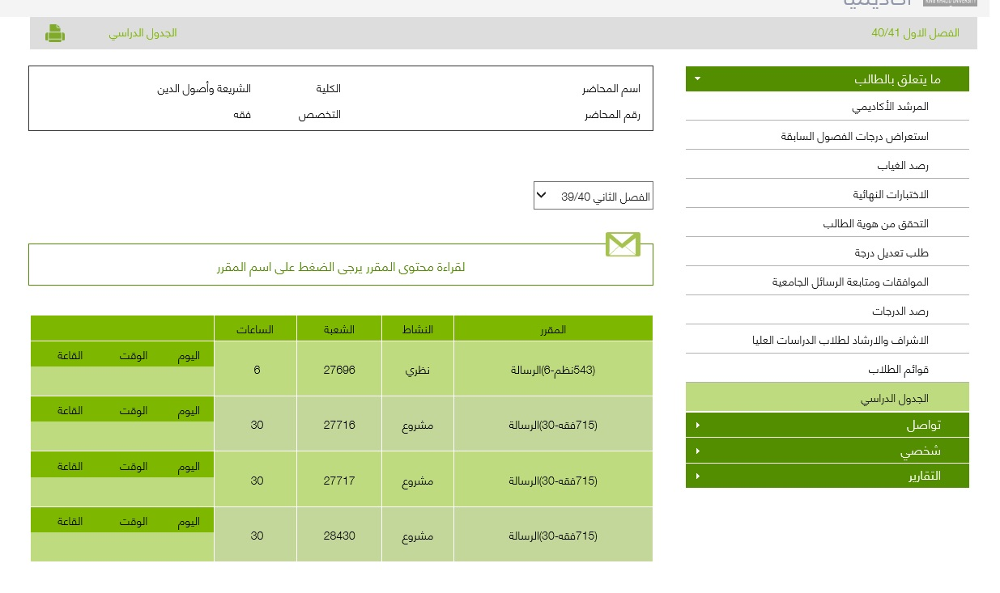 أكاديميا
KING KHALID UNIVERSITY
الفصل الاول 40/41
الجدول الدراسي
ما يتعلق بالطالب
المرشد الأكاديمي
استعراض درجات الفصول السابقة
رصد الغياب
الاختبارات النهائية
التحقق من هوية الطالب
طلب تعديل درجة
الموافقات ومتابعة الرسائل الجامعية
رصد الدرجات
الاشراف والارشاد لطلاب الدراسات العليا
قوائم الطلاب
الجدول الدراسي
تواصل
شخصي
التقارير
اسم المحاضر الكلية الشريعة وأصول الدين
رقم المحاضر التخصص فقه
الفصل الثاني 39/40
لقراءة محتوى المقرر يرجى الضغط على اسم المقرر
المقرر النشاط الشعبة الساعات
اليوم الوقت القاعة
(543نظم-6)الرسالة نظري 27696 6
اليوم الوقت القاعة
(715فقه-30)الرسالة مشروع 27716 30
اليوم الوقت القاعة
(715فقه-30)الرسالة مشروع 27717 30
اليوم الوقت القاعة
(715فقه-30)الرسالة مشروع 28430 30